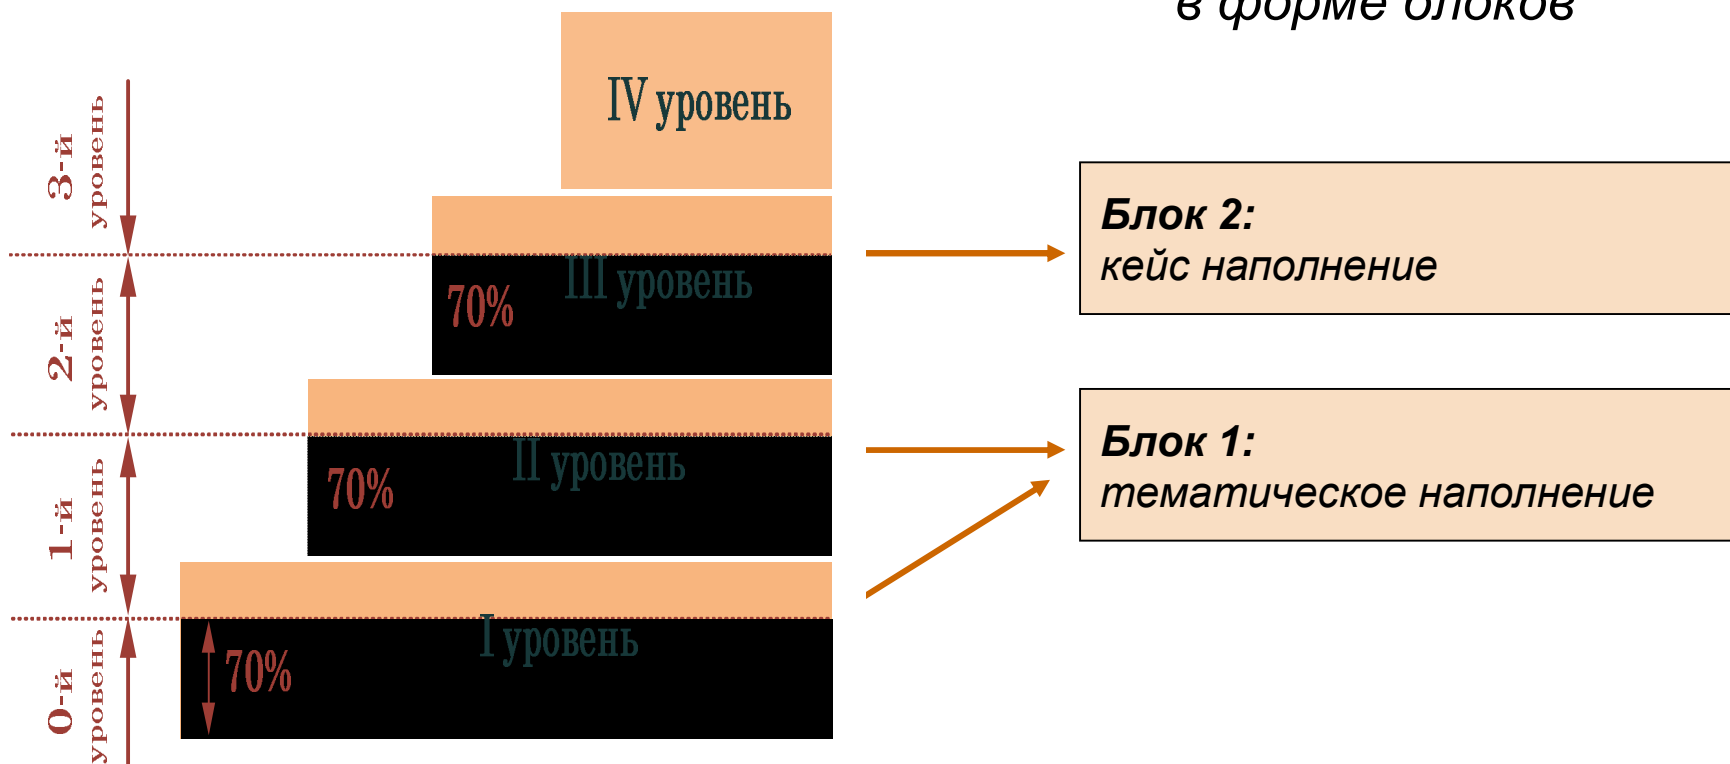 в форме блоков
IV уровень
3-й
уровень
Блок 2:
кейс наполнение
III уровень
70%
2-й
уровень
Блок 1:
тематическое наполнение
II уровень
70%
1-й
уровень
I уровень
70%
0-й
уровень